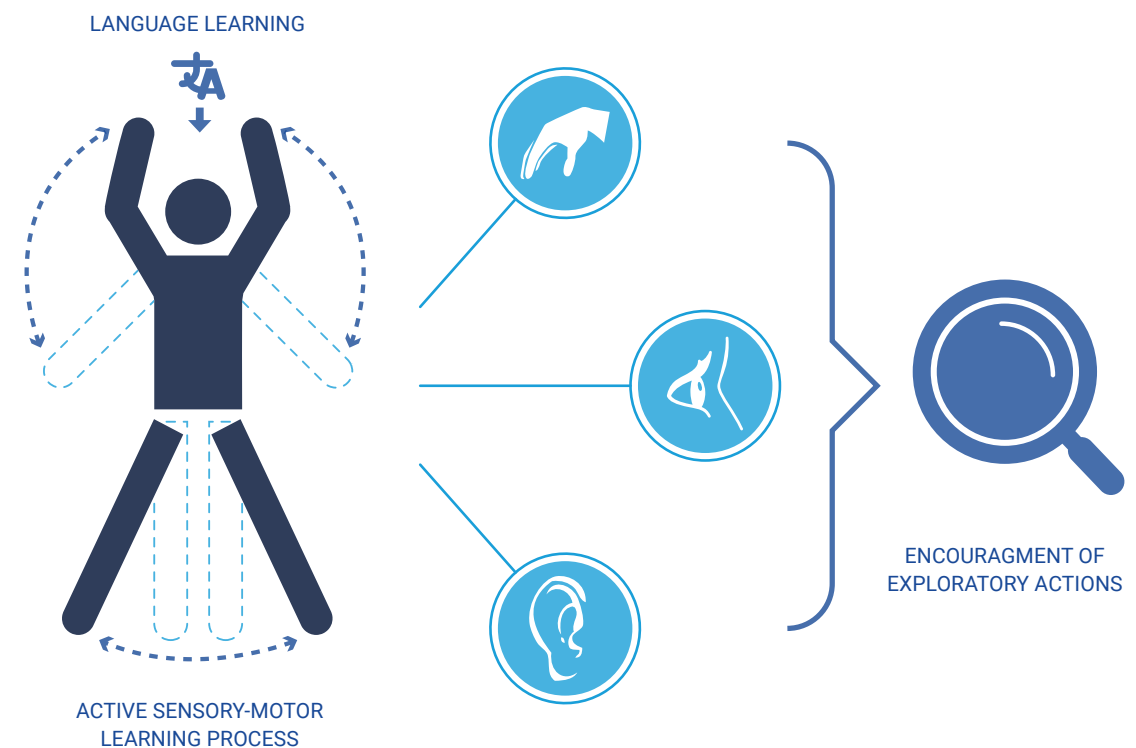 LANGUAGE LEARNING
ACTIVE SENSORY-MOTOR
LEARNING PROCESS
ENCOURAGMENT OF
EXPLORATORY ACTIONS